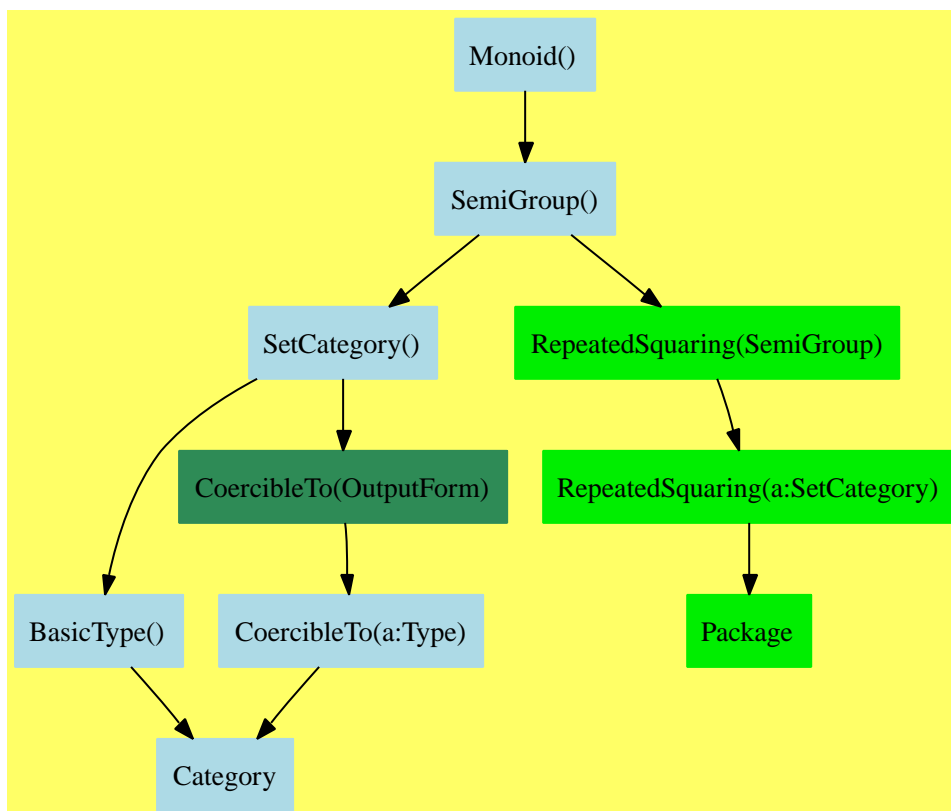 Monoid()
SemiGroup()
SetCategory()
RepeatedSquaring(SemiGroup)
CoercibleTo(OutputForm)
RepeatedSquaring(a:SetCategory)
BasicType()
CoercibleTo(a:Type)
Package
Category